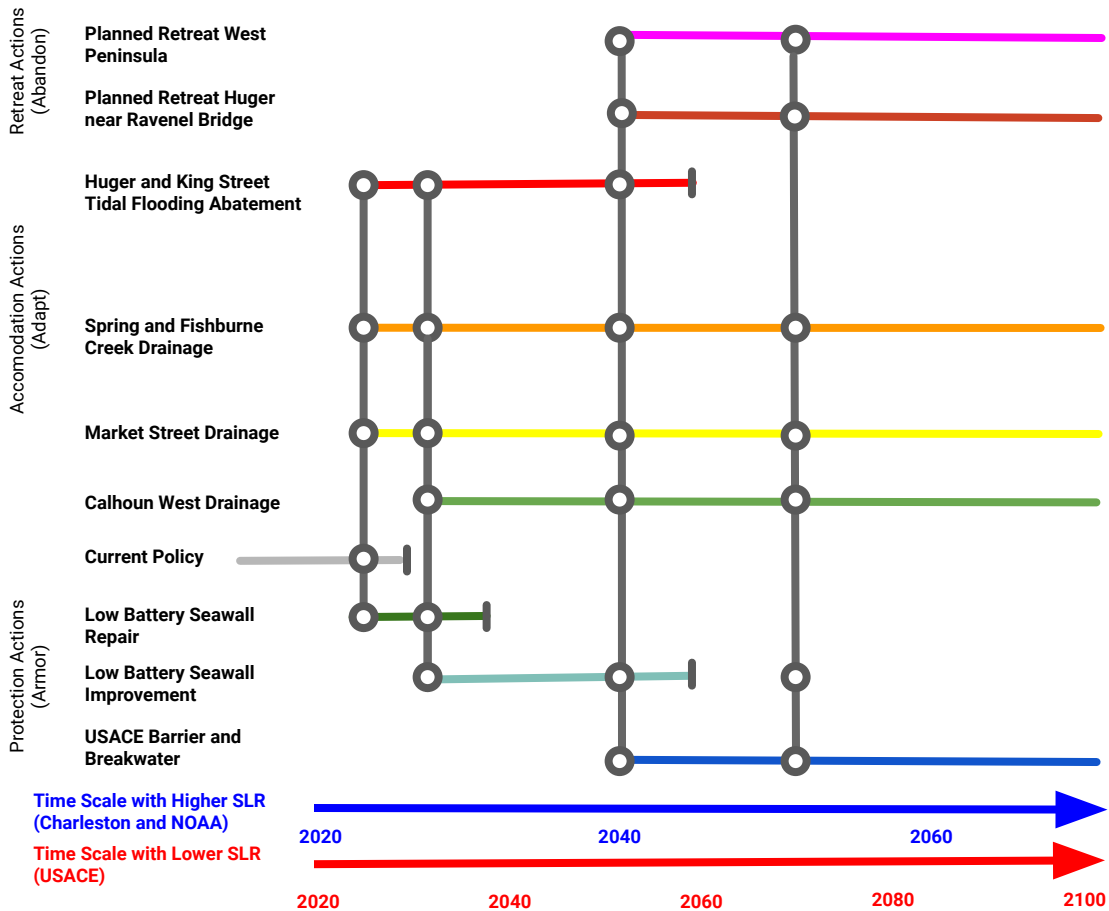 Retreat Actions
(Abandon)
Planned Retreat West
Peninsula
Planned Retreat Huger
near Ravenel Bridge
Huger and King Street
Tidal Flooding Abatement
Accomodation Actions
(Adapt)
Spring and Fishburne
Creek Drainage
Market Street Drainage
Calhoun West Drainage
Current Policy
Protection Actions
(Armor)
Low Battery Seawall
Repair
Low Battery Seawall
Improvement
USACE Barrier and
Breakwater
Time Scale with Higher SLR
(Charleston and NOAA)
2020 2040 2060
Time Scale with Lower SLR
(USACE)
2020 2040 2060 2080 2100